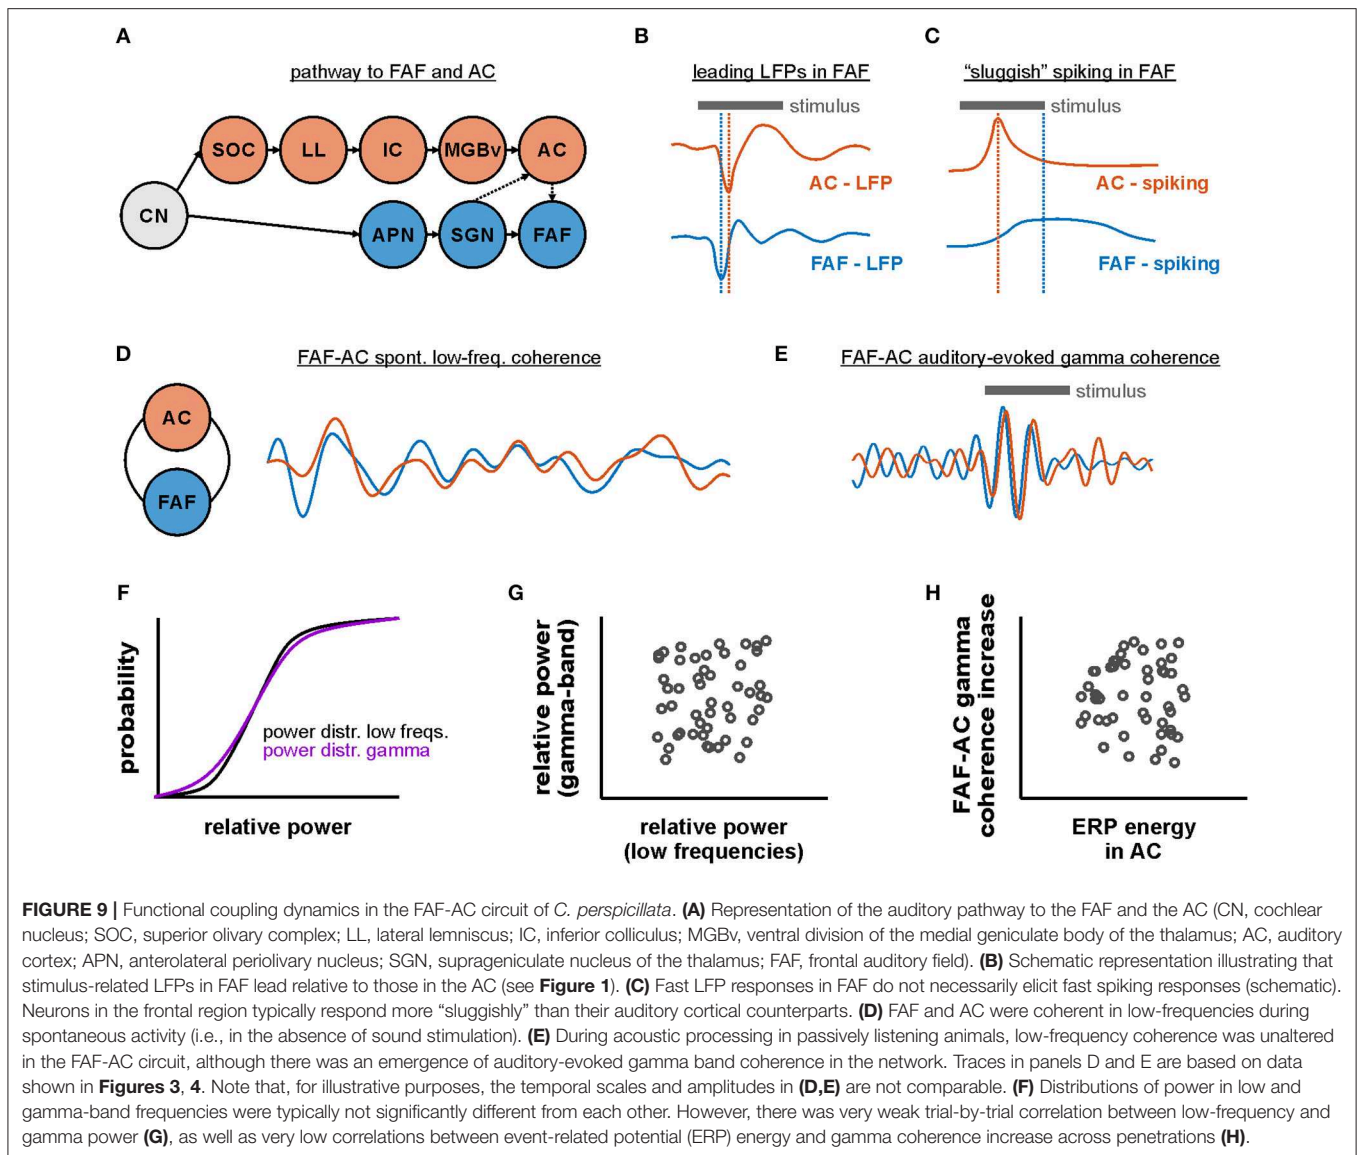 A
pathway to FAF and AC
SOC
LL
IC
MGBv
AC
CN
APN
SGN
FAF
B
leading LFPs in FAF
stimulus
AC - LFP
FAF - LFP
C
“sluggish” spiking in FAF
stimulus
AC - spiking
FAF - spiking
D
FAF-AC spont. low-freq. coherence
AC
FAF
E
FAF-AC auditory-evoked gamma coherence
stimulus
F
probability
power distr. low freqs.
power distr. gamma
relative power
G
relative power
(gamma-band)
relative power
(low frequencies)
H
FAF-AC gamma
coherence increase
ERP energy
in AC
FIGURE 9 | Functional coupling dynamics in the FAF-AC circuit of C. perspicillata. (A) Representation of the auditory pathway to the FAF and the AC (CN, cochlear
nucleus; SOC, superior olivary complex; LL, lateral lemniscus; IC, inferior colliculus; MGBv, ventral division of the medial geniculate body of the thalamus; AC, auditory
cortex; APN, anterolateral periolivary nucleus; SGN, suprageniculate nucleus of the thalamus; FAF, frontal auditory field). (B) Schematic representation illustrating that
stimulus-related LFPs in FAF lead relative to those in the AC (see Figure 1). (C) Fast LFP responses in FAF do not necessarily elicit fast spiking responses (schematic).
Neurons in the frontal region typically respond more “sluggishly” than their auditory cortical counterparts. (D) FAF and AC were coherent in low-frequencies during
spontaneous activity (i.e., in the absence of sound stimulation). (E) During acoustic processing in passively listening animals, low-frequency coherence was unaltered
in the FAF-AC circuit, although there was an emergence of auditory-evoked gamma band coherence in the network. Traces in panels D and E are based on data
shown in Figures 3, 4. Note that, for illustrative purposes, the temporal scales and amplitudes in (D,E) are not comparable. (F) Distributions of power in low and
gamma-band frequencies were typically not significantly different from each other. However, there was very weak trial-by-trial correlation between low-frequency and
gamma power (G), as well as very low correlations between event-related potential (ERP) energy and gamma coherence increase across penetrations (H).